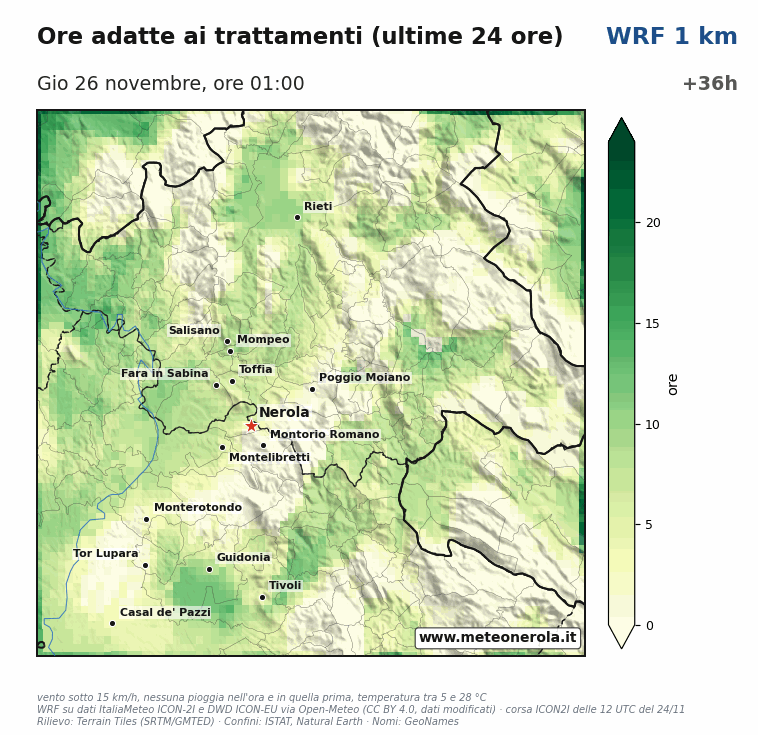 Ore adatte ai trattamenti (ultime 24 ore) WRF 1 km
Gio 26 novembre, ore 01:00 +36h
Rieti
Salisano
Mompeo
Fara in Sabina
Toffia
Poggio Moiano
Nerola
Montorio Romano
Montelibretti
Monterotondo
Tor Lupara
Guidonia
Tivoli
Casal de' Pazzi
www.meteonerola.it
20
15
10
5
0
ore
vento sotto 15 km/h, nessuna pioggia nell'ora e in quella prima, temperatura tra 5 e 28 °C
WRF su dati ItaliaMeteo ICON-2I e DWD ICON-EU via Open-Meteo (CC BY 4.0, dati modificati) · corsa ICON2I delle 12 UTC del 24/11
Rilievo: Terrain Tiles (SRTM/GMTED) · Confini: ISTAT, Natural Earth · Nomi: GeoNames